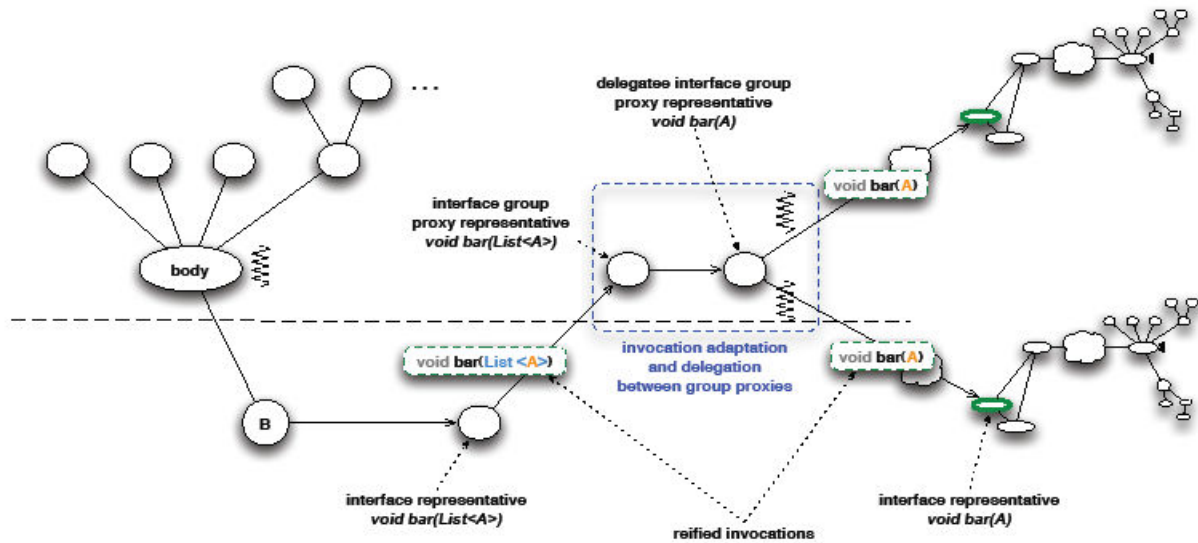 ...
delegatee interface group
proxy representative
void bar(A)
void bar(A)
interface group
proxy representative
void bar(List<A>)
body
void bar(List <A>)
invocation adaptation
and delegation
between group proxies
void bar(A)
B
interface representative
void bar(List<A>)
reified invocations
interface representative
void bar(A)